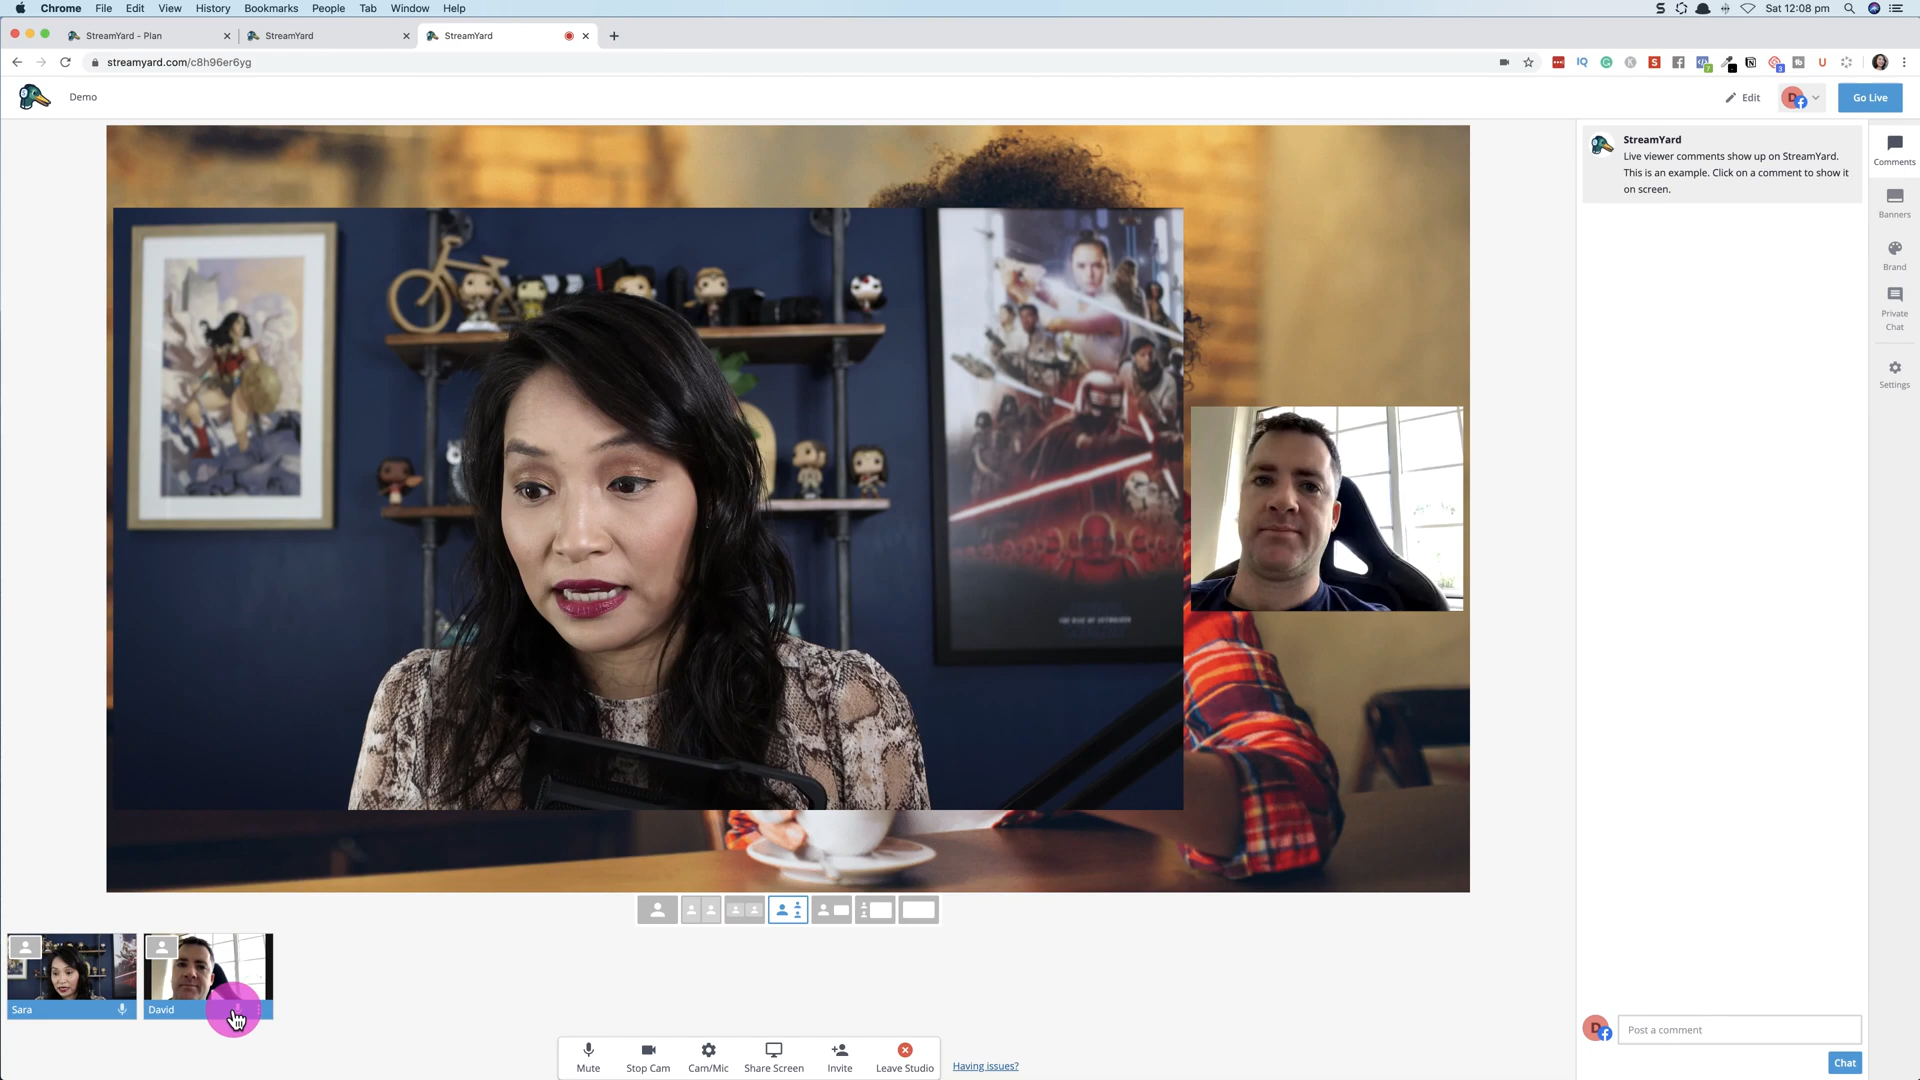 Chrome File Edit View History Bookmarks People Tab Window Help
Sat 12:08 pm
StreamYard - Plan
StreamYard
StreamYard
streamyard.com/c8h96er6yg
Demo
Edit
Go Live
StreamYard
Live viewer comments show up on StreamYard.
This is an example. Click on a comment to show it
on screen.
Comments
Banners
Brand
Private
Chat
Settings
Sara
David
Mute
Stop Cam
Cam/Mic
Share Screen
Invite
Leave Studio
Having issues?
Post a comment
Chat